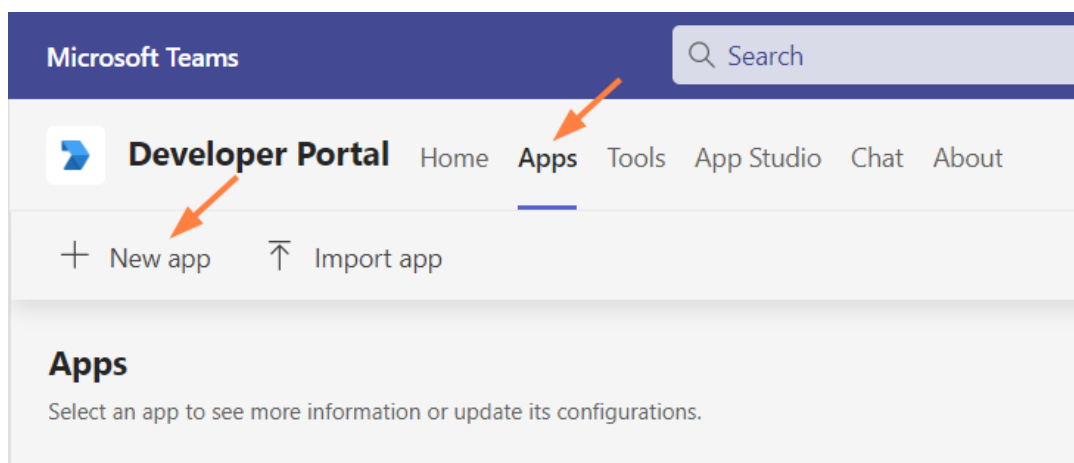 Microsoft Teams Search
Developer Portal Home Apps Tools App Studio Chat About
New app Import app
Apps
Select an app to see more information or update its configurations.